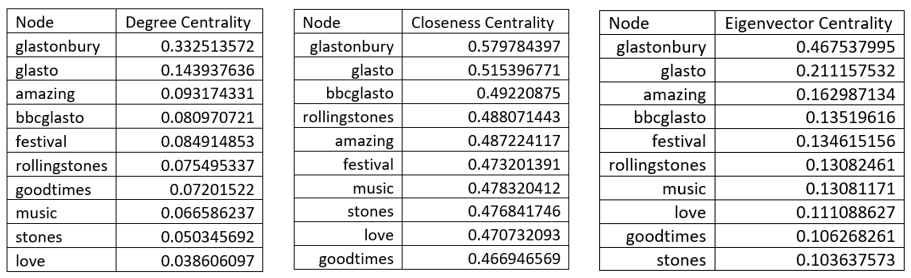 Node Degree Centrality
glastonbury 0.332513572
glasto 0.143937636
amazing 0.093174331
bbcglasto 0.080970721
festival 0.084914853
rollingstones 0.075495337
goodtimes 0.07201522
music 0.066586237
stones 0.050345692
love 0.038606097
Node Closeness Centrality
glastonbury 0.579784397
glasto 0.515396771
bbcglasto 0.49220875
rollingstones 0.488071443
amazing 0.487224117
festival 0.473201391
music 0.478320412
stones 0.476841746
love 0.470732093
goodtimes 0.466946569
Node Eigenvector Centrality
glastonbury 0.467537995
glasto 0.211157532
amazing 0.162987134
bbcglasto 0.13519616
festival 0.134615156
rollingstones 0.13082461
music 0.13081171
love 0.111088627
goodtimes 0.106268261
stones 0.103637573